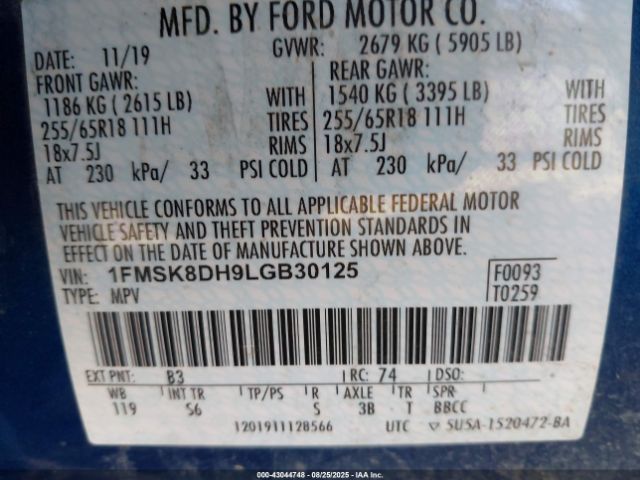 MFD. BY FORD MOTOR CO.
DATE: 11/19 GVWR: 2679 KG ( 5905 LB)
FRONT GAWR: REAR GAWR:
1186 KG ( 2615 LB) WITH 1540 KG ( 3395 LB) WITH
255/65R18 111H TIRES 255/65R18 111H TIRES
18x7.5J RIMS 18x7.5J RIMS
AT 230 kPa/ 33 PSI COLD AT 230 kPa/ 33 PSI COLD
THIS VEHICLE CONFORMS TO ALL APPLICABLE FEDERAL MOTOR
VEHICLE SAFETY AND THEFT PREVENTION STANDARDS IN
EFFECT ON THE DATE OF MANUFACTURE SHOWN ABOVE.
VIN: 1FMSK8DH9LGB30125 F0093
TYPE: MPV T0259
EXT PNT: B3 RC: 74 DSO:
WB INT TR TP/PS R AXLE TR SPR
119 S6 S 3B T BBCC
1201911128566 UTC ▽ SU5A-1520472-BA
000-43044748 - 08/25/2025 - COPYRIGHT IAA, LLC.